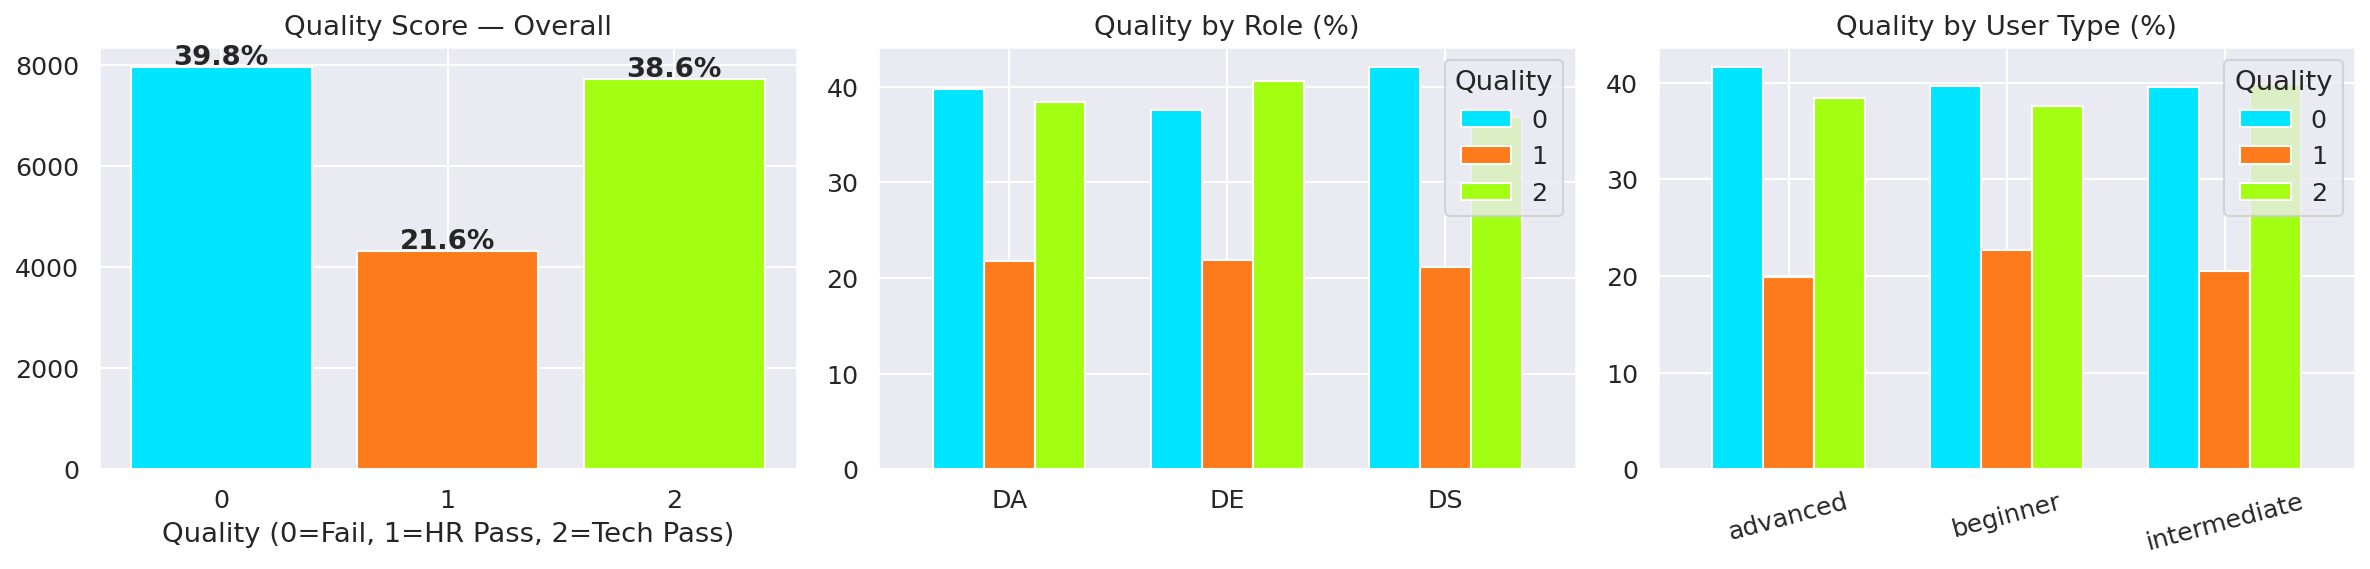 Quality Score — Overall
39.8%
21.6%
38.6%
8000
6000
4000
2000
0
0 1 2
Quality (0=Fail, 1=HR Pass, 2=Tech Pass)
Quality by Role (%)
40
30
20
10
0
DA DE DS
Quality
0
1
2
Quality by User Type (%)
40
30
20
10
0
advanced beginner intermediate
Quality
0
1
2